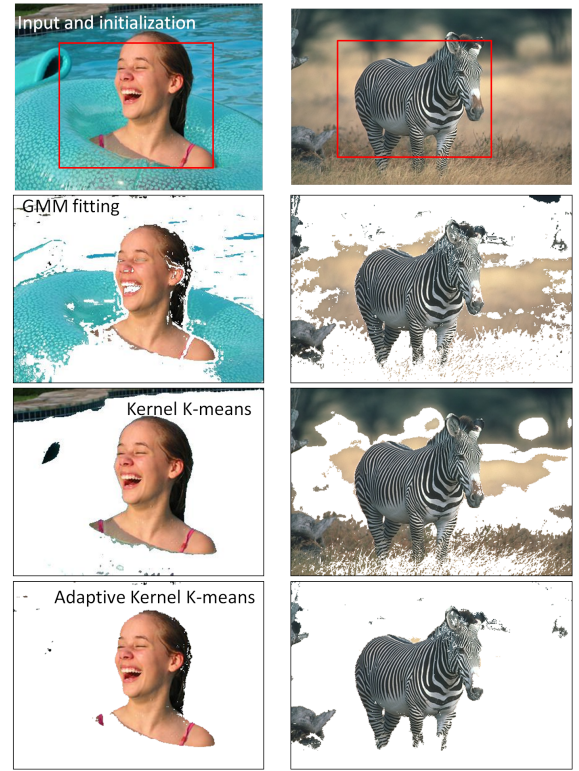 Input and initialization
GMM fitting
Kernel K-means
Adaptive Kernel K-means